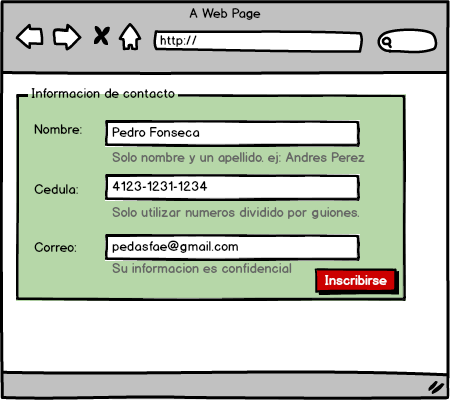 A Web Page
http://
Informacion de contacto
Nombre:
Pedro Fonseca
Solo nombre y un apellido. ej: Andres Perez
Cedula:
4123-1231-1234
Solo utilizar numeros dividido por guiones.
Correo:
pedasfae@gmail.com
Su informacion es confidencial
Inscribirse